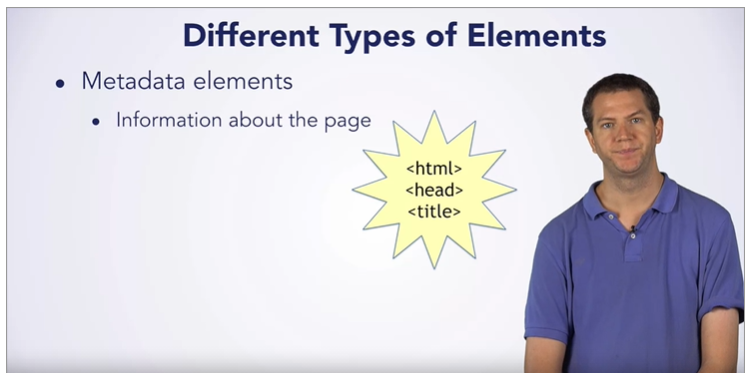 Different Types of Elements
• Metadata elements
• Information about the page
<html>
<head>
<title>